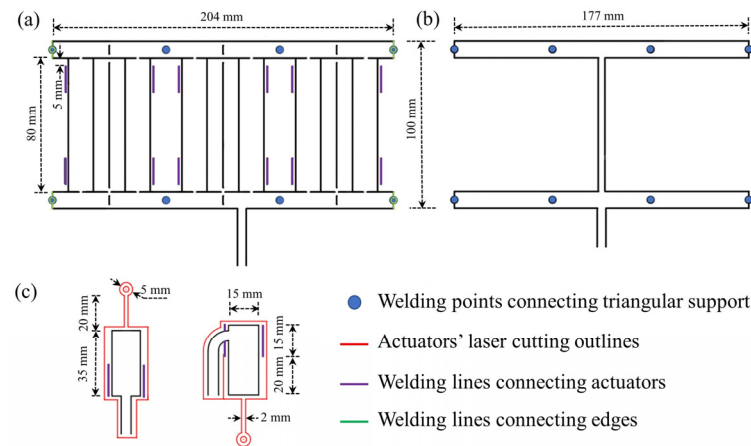 (a)
204 mm
(b)
177 mm
5 mm
80 mm
100 mm
(c)
5 mm
20 mm
35 mm
15 mm
15 mm
20 mm
2 mm
Welding points connecting triangular support
Actuators' laser cutting outlines
Welding lines connecting actuators
Welding lines connecting edges